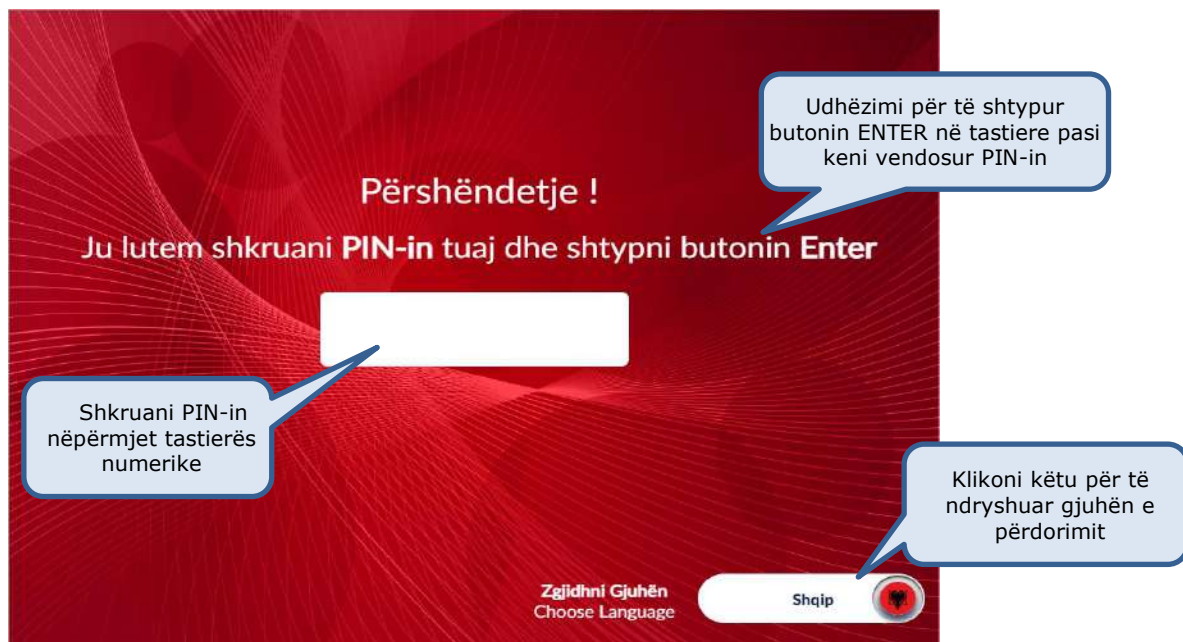 Udhëzimi për të shtypur
butonin ENTER në tastiere pasi
keni vendosur PIN-in
Përshëndetje !
Ju lutem shkruani PIN-in tuaj dhe shtypni butonin Enter
Shkruani PIN-in
nëpërmjet tastierës
numerike
Klikoni këtu për të
ndryshuar gjuhën e
përdorimit
Zgjidhni Gjuhën
Choose Language
Shqip